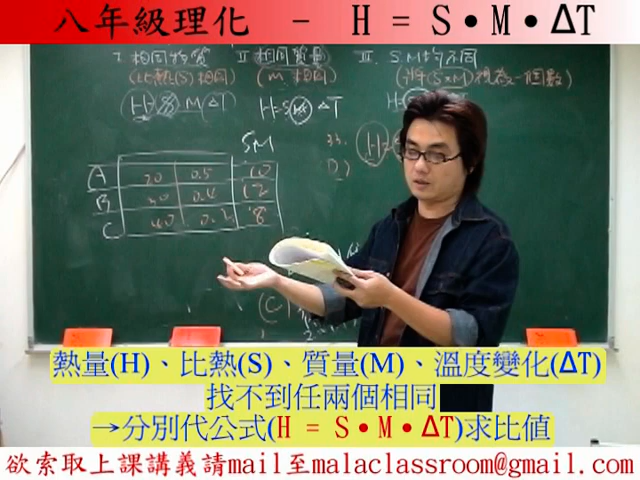 八年級理化 - H = S•M•ΔT
I 相同物質 II 相同質量 III. S.M均不同
(比熱(S)相同) (m 相同)
H=S M ΔT H=S M ΔT H=
SM
A 20 0.5 10
B 30 0.4 12
C 40 0.2 8
熱量(H)、比熱(S)、質量(M)、溫度變化(ΔT)
找不到任兩個相同
→分別代公式(H = S•M•ΔT)求比值
欲索取上課講義請mail至malaclassroom@gmail.com